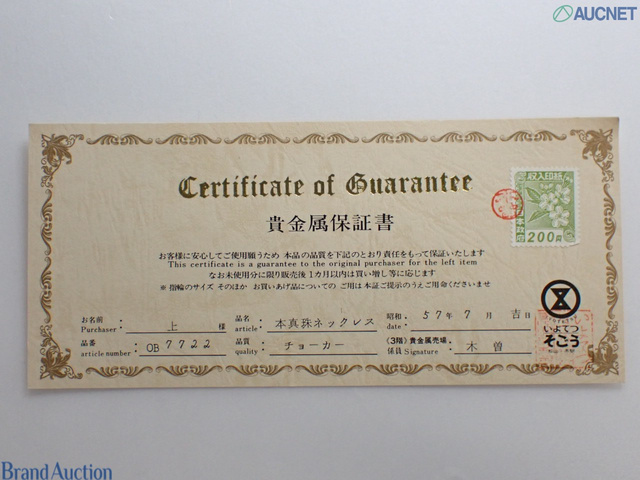 AUCNET
Certificate of Guarantee
貴金属保証書
収入印紙
200円
お客様に安心してご使用願うため 本品の品質を下記のとおり責任をもって保証いたします
This certificate is a guarantee to the original purchaser for the left item
なお未使用分に限り販売後1カ月以内は買い増し等に応じます
※ 指輪のサイズ そのほか お買いあげ品についての ご用は本証ご提示のうえご用命くださいませ
お名前 Purchaser: 上 様 品名 article: 本真珠ネックレス 昭和 date: 57年 7月 吉日
品番 article number: OB 7722 品質 quality: チョーカー (3階)貴金属売場 係員 Signature: 木曽
いよてつ
そごう
Brand Auction